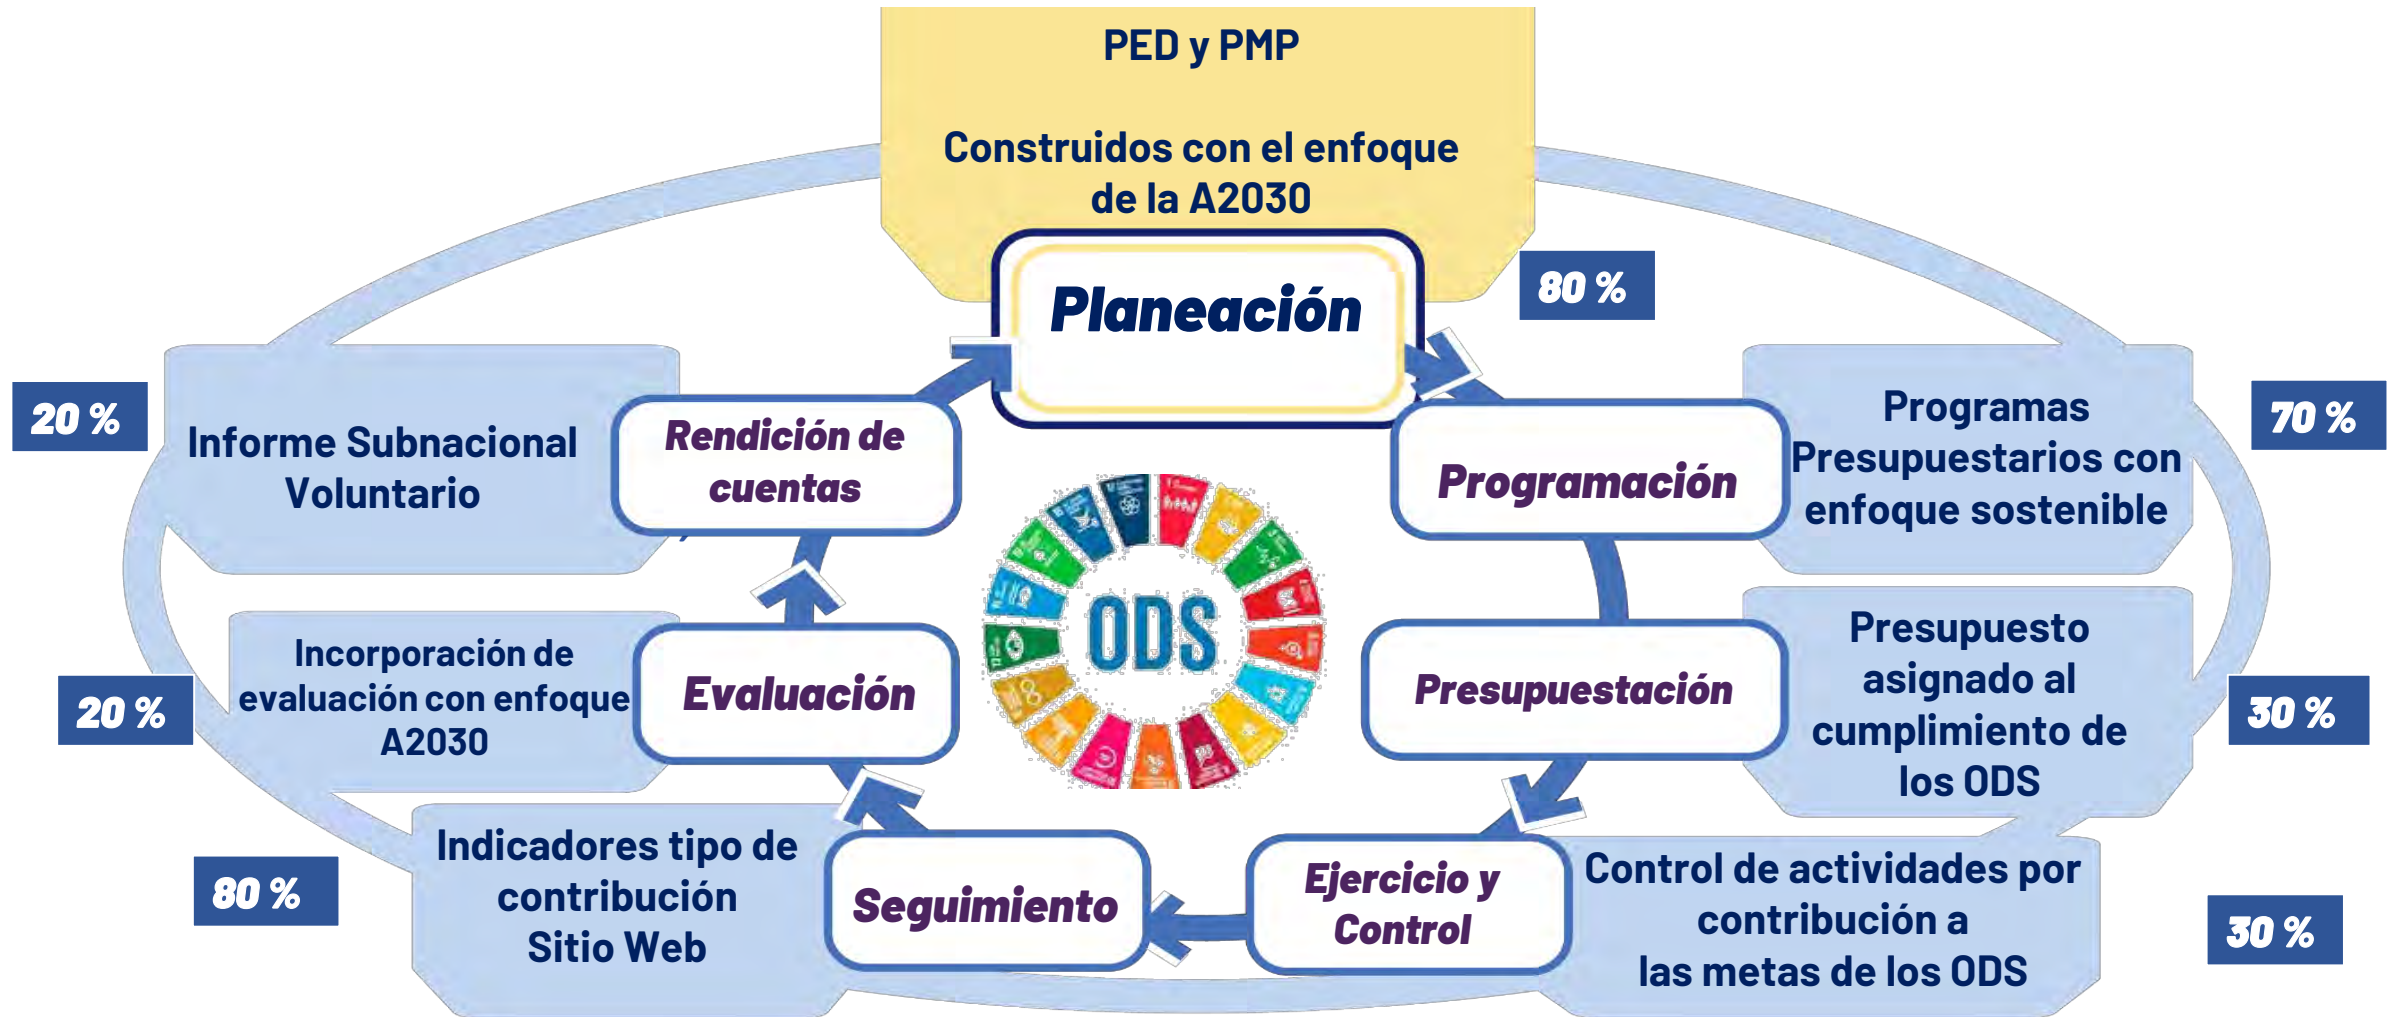 PED y PMP
Construidos con el enfoque
de la A2030
Planeación
80 %
Programación
Programas
Presupuestarios con
enfoque sostenible
70 %
Presupuestación
Presupuesto
asignado al
cumplimiento de
los ODS
30 %
Ejercicio y
Control
Control de actividades por
contribución a
las metas de los ODS
30 %
Seguimiento
Indicadores tipo de
contribución
Sitio Web
80 %
Evaluación
Incorporación de
evaluación con enfoque
A2030
20 %
Rendición de
cuentas
Informe Subnacional
Voluntario
20 %
ODS